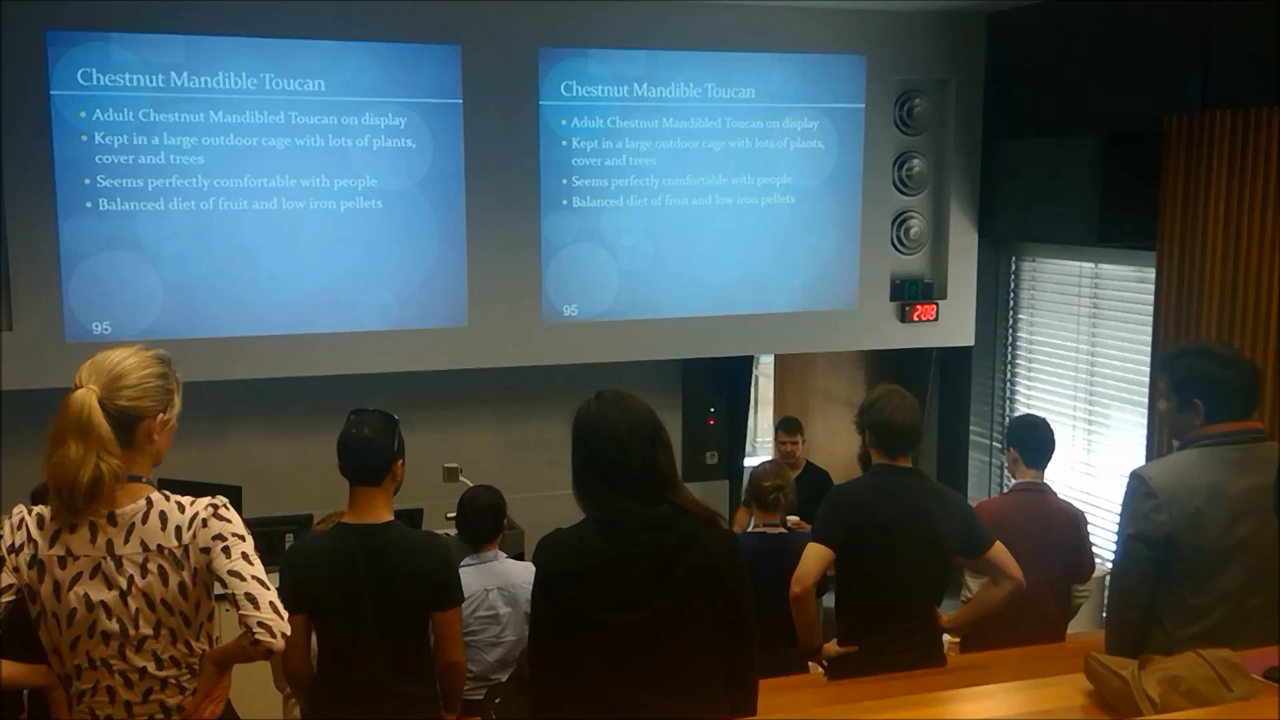 Chestnut Mandible Toucan
Adult Chestnut Mandibled Toucan on display
Kept in a large outdoor cage with lots of plants,
cover and trees
Seems perfectly comfortable with people
Balanced diet of fruit and low iron pellets
95
Chestnut Mandible Toucan
Adult Chestnut Mandibled Toucan on display
Kept in a large outdoor cage with lots of plants,
cover and trees
Seems perfectly comfortable with people
Balanced diet of fruit and low iron pellets
95
2:08